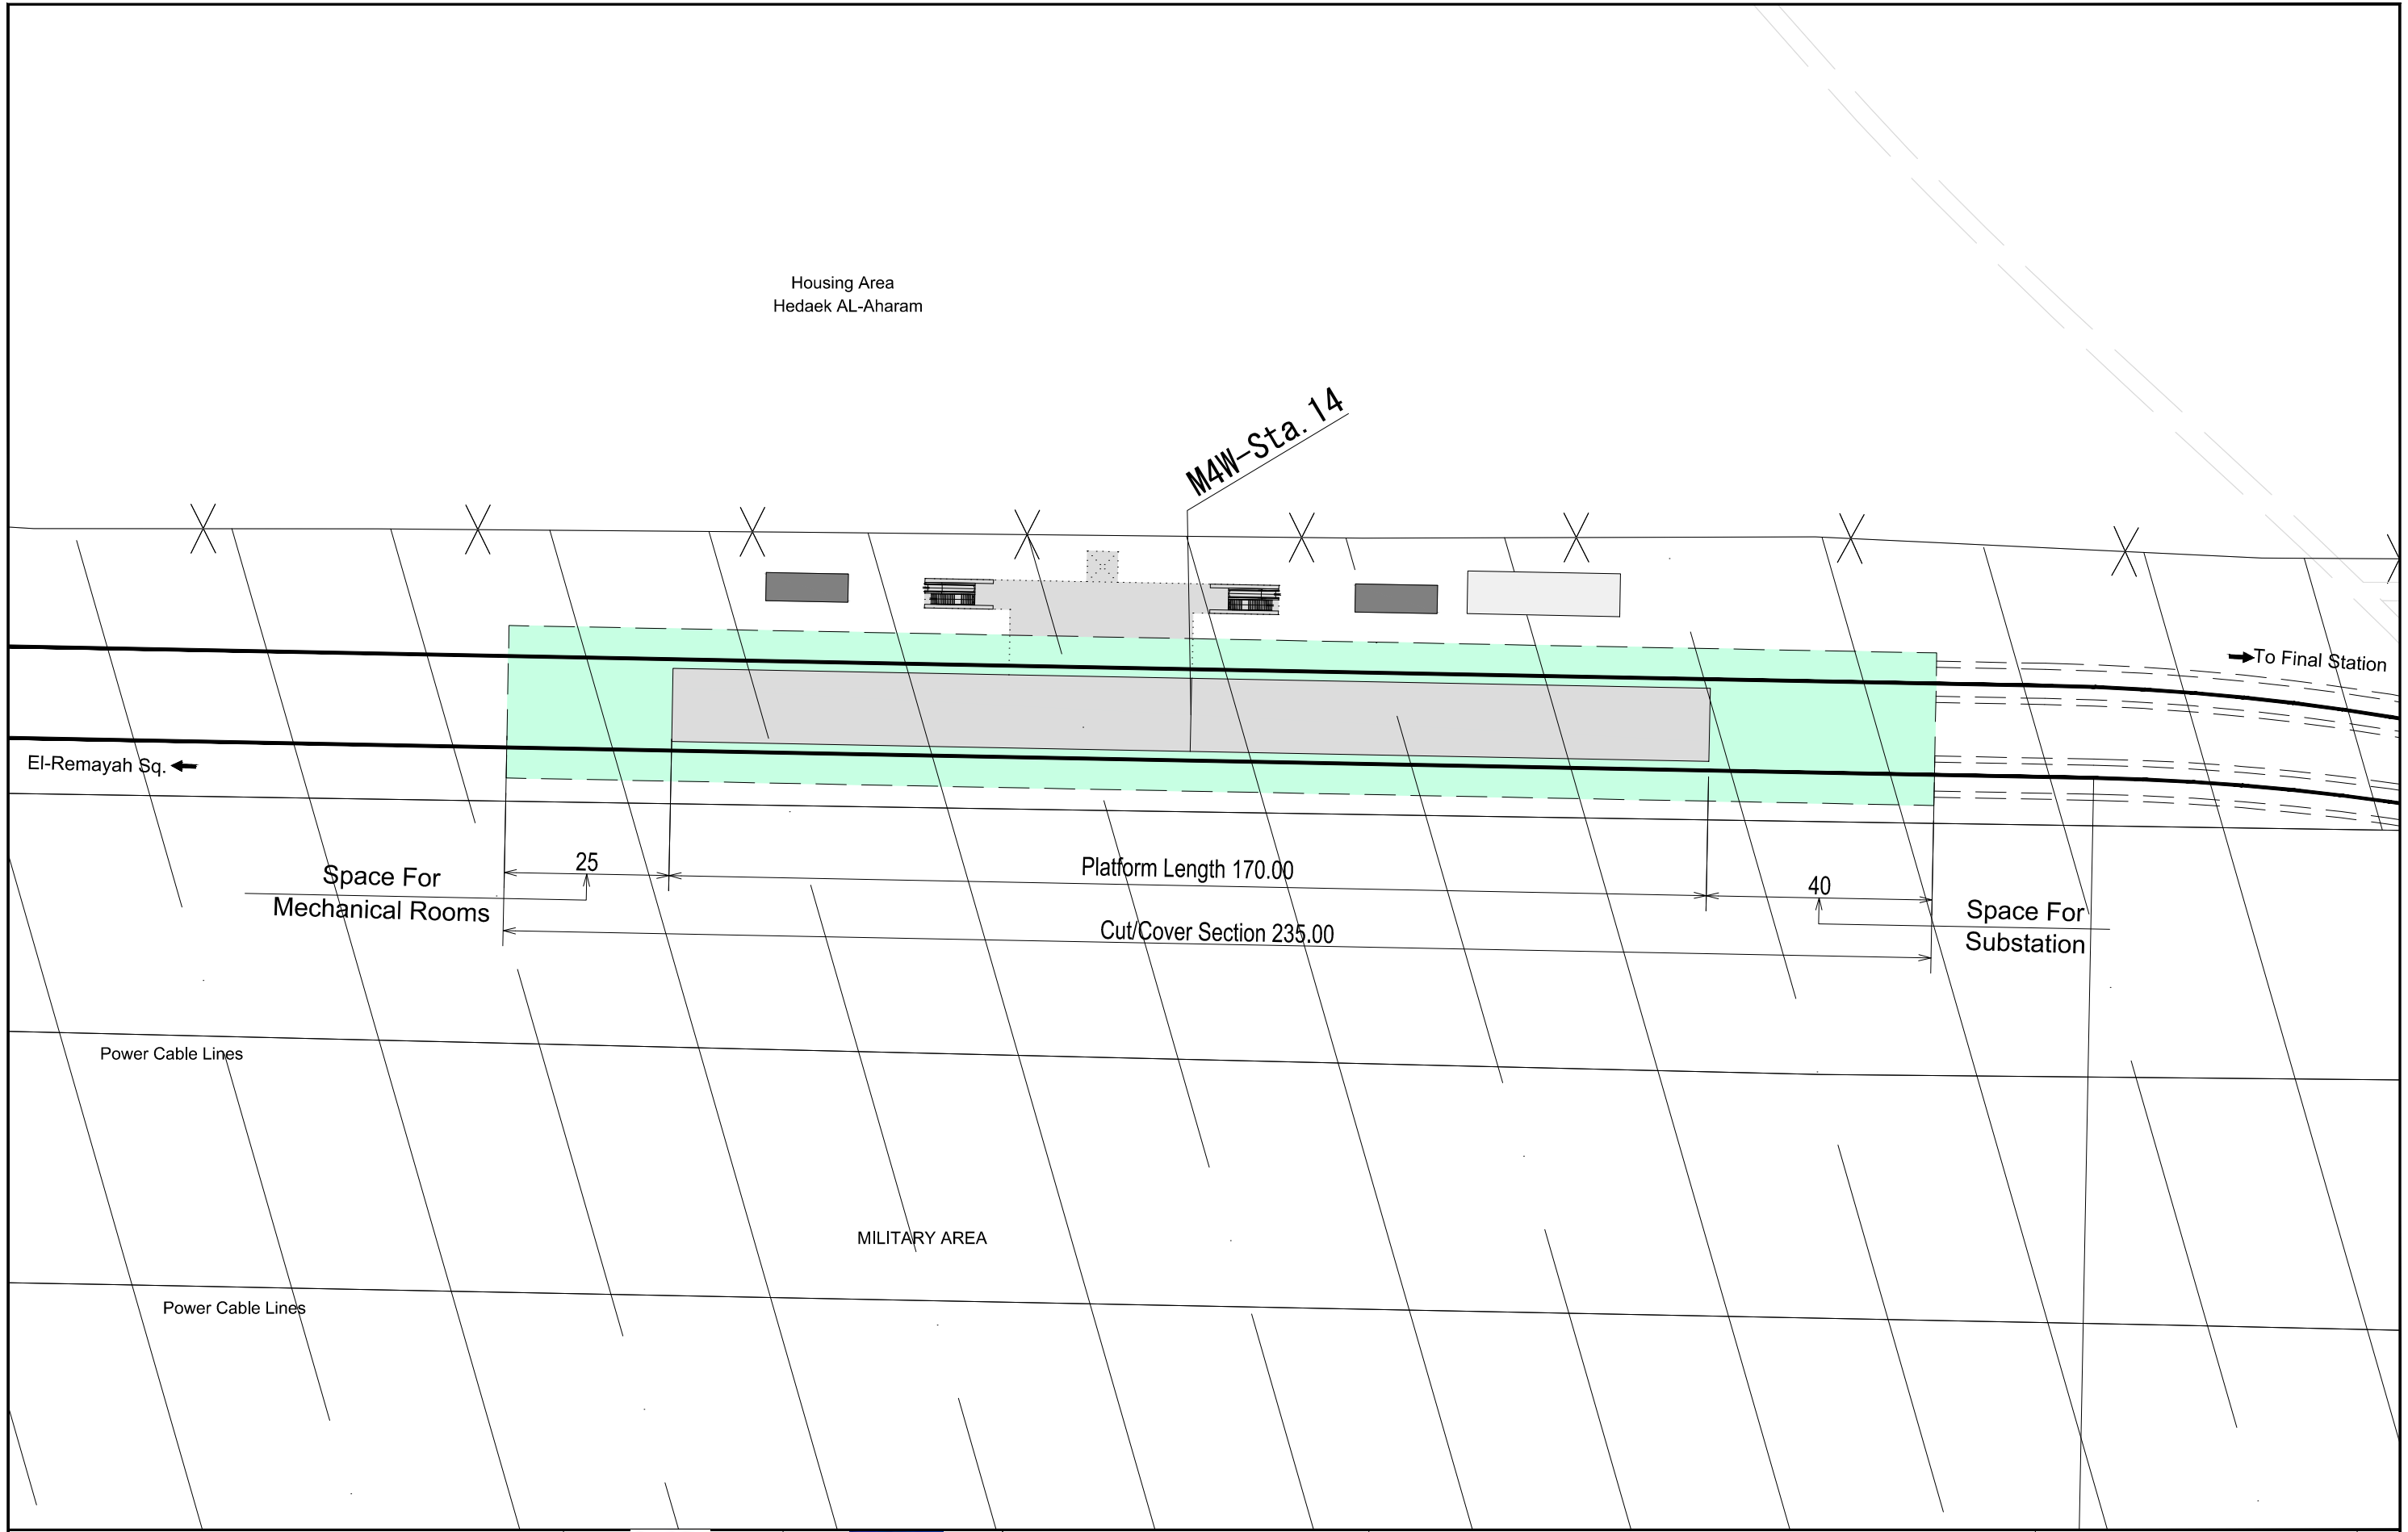 Housing Area
Hedaek AL-Aharam
M4W-Sta. 14
To Final Station
El-Remayah Sq.
25
Platform Length 170.00
40
Space For
Mechanical Rooms
Cut/Cover Section 235.00
Space For
Substation
Power Cable Lines
MILITARY AREA
Power Cable Lines